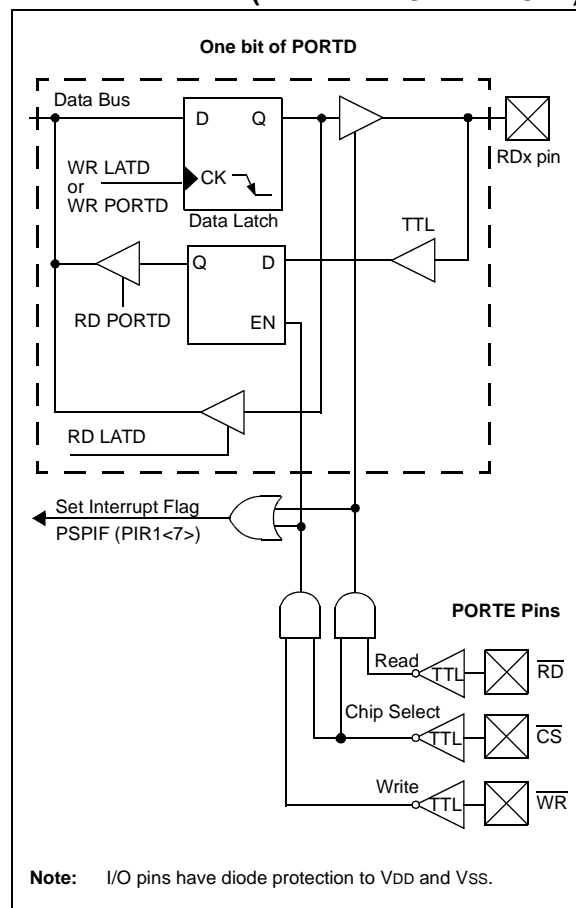 One bit of PORTD
Data Bus
D Q
WR LATD
or
WR PORTD
CK
Data Latch
RDx pin
TTL
Q D
EN
RD PORTD
RD LATD
Set Interrupt Flag
PSPIF (PIR1<7>)
PORTE Pins
Read
TTL
RD
Chip Select
TTL
CS
Write
TTL
WR
Note: I/O pins have diode protection to VDD and VSS.